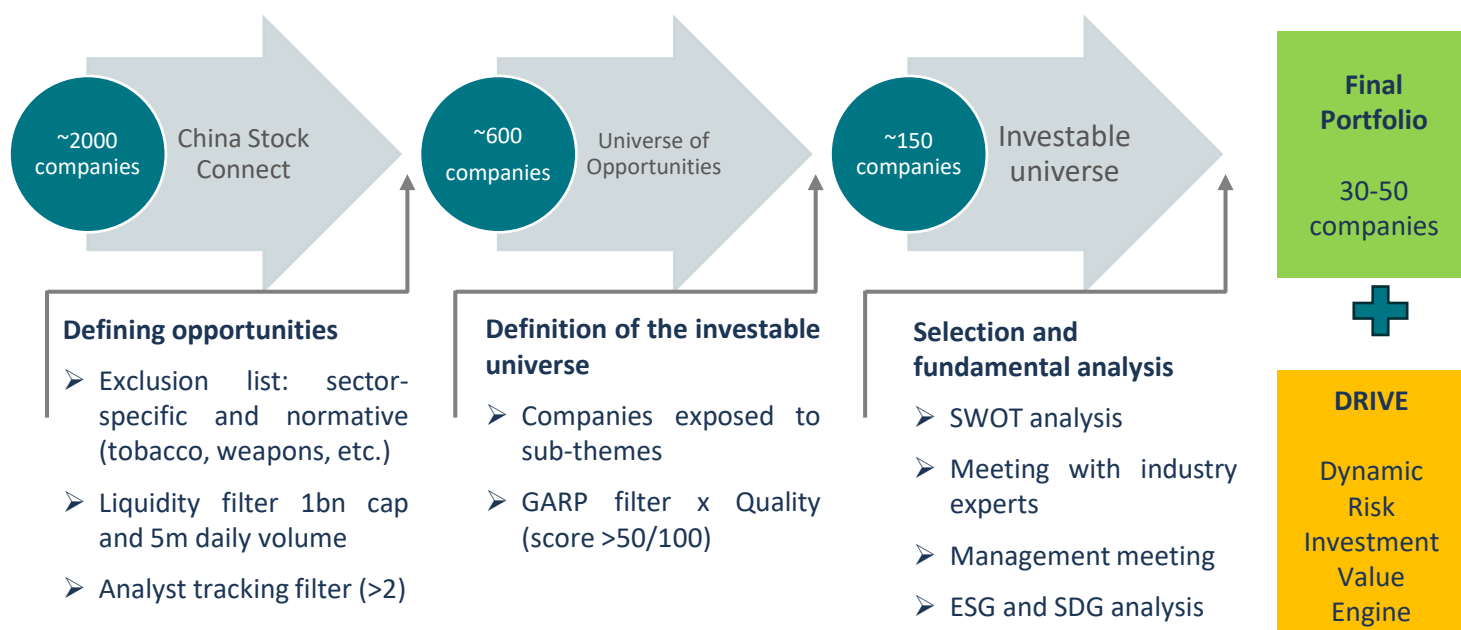 ~2000
companies
China Stock
Connect
~600
companies
Universe of
Opportunities
~150
companies
Investable
universe
Defining opportunities
➢ Exclusion list: sector-
specific and normative
(tobacco, weapons, etc.)
➢ Liquidity filter 1bn cap
and 5m daily volume
➢ Analyst tracking filter (>2)
Definition of the investable
universe
➢ Companies exposed to
sub-themes
➢ GARP filter x Quality
(score >50/100)
Selection and
fundamental analysis
➢ SWOT analysis
➢ Meeting with industry
experts
➢ Management meeting
➢ ESG and SDG analysis
Final
Portfolio
30-50
companies
DRIVE
Dynamic
Risk
Investment
Value
Engine